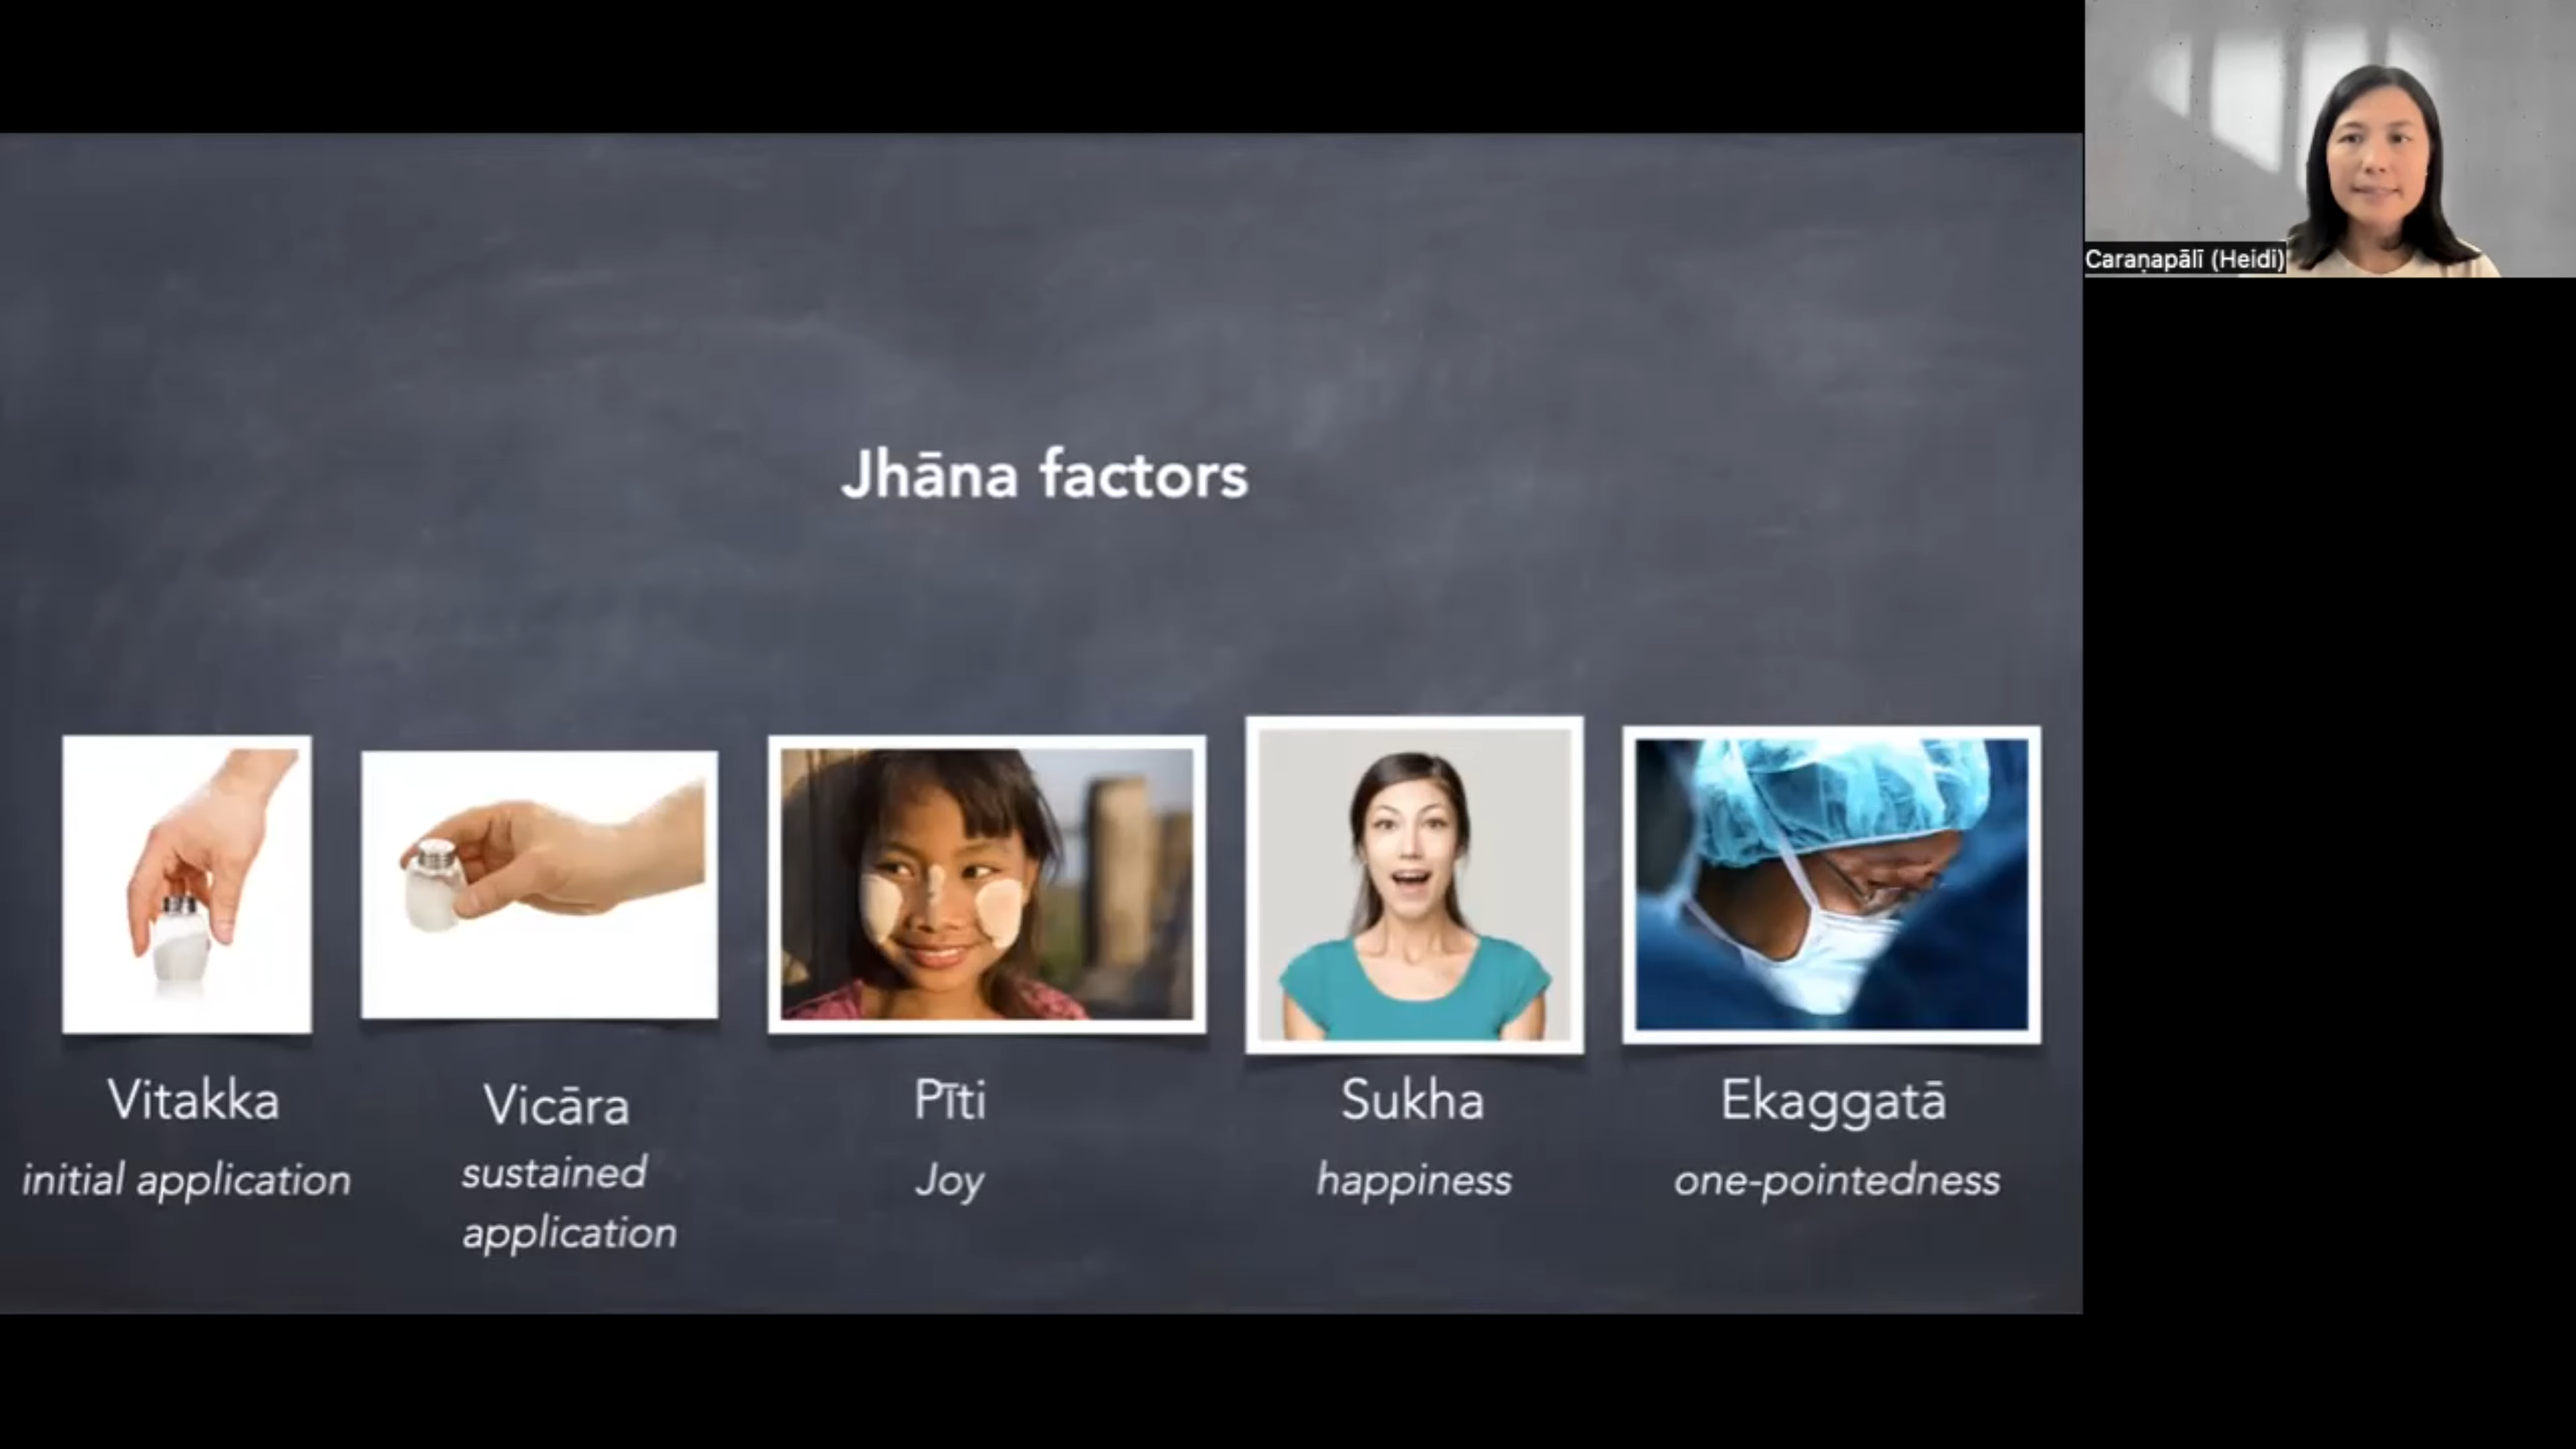 Caraṇapālī (Heidi)
Jhāna factors
Vitakka
initial application
Vicāra
sustained
application
Pīti
Joy
Sukha
happiness
Ekaggatā
one-pointedness